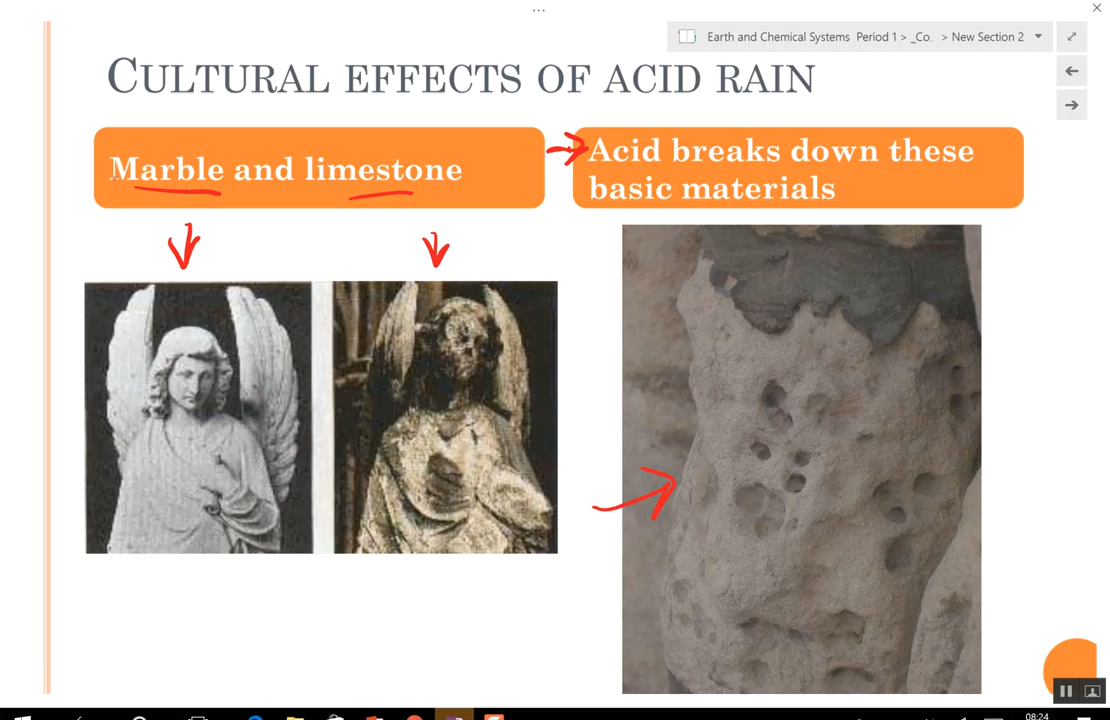 Earth and Chemical Systems Period 1 > _Co. > New Section 2
CULTURAL EFFECTS OF ACID RAIN
Marble and limestone
Acid breaks down these
basic materials
08:24